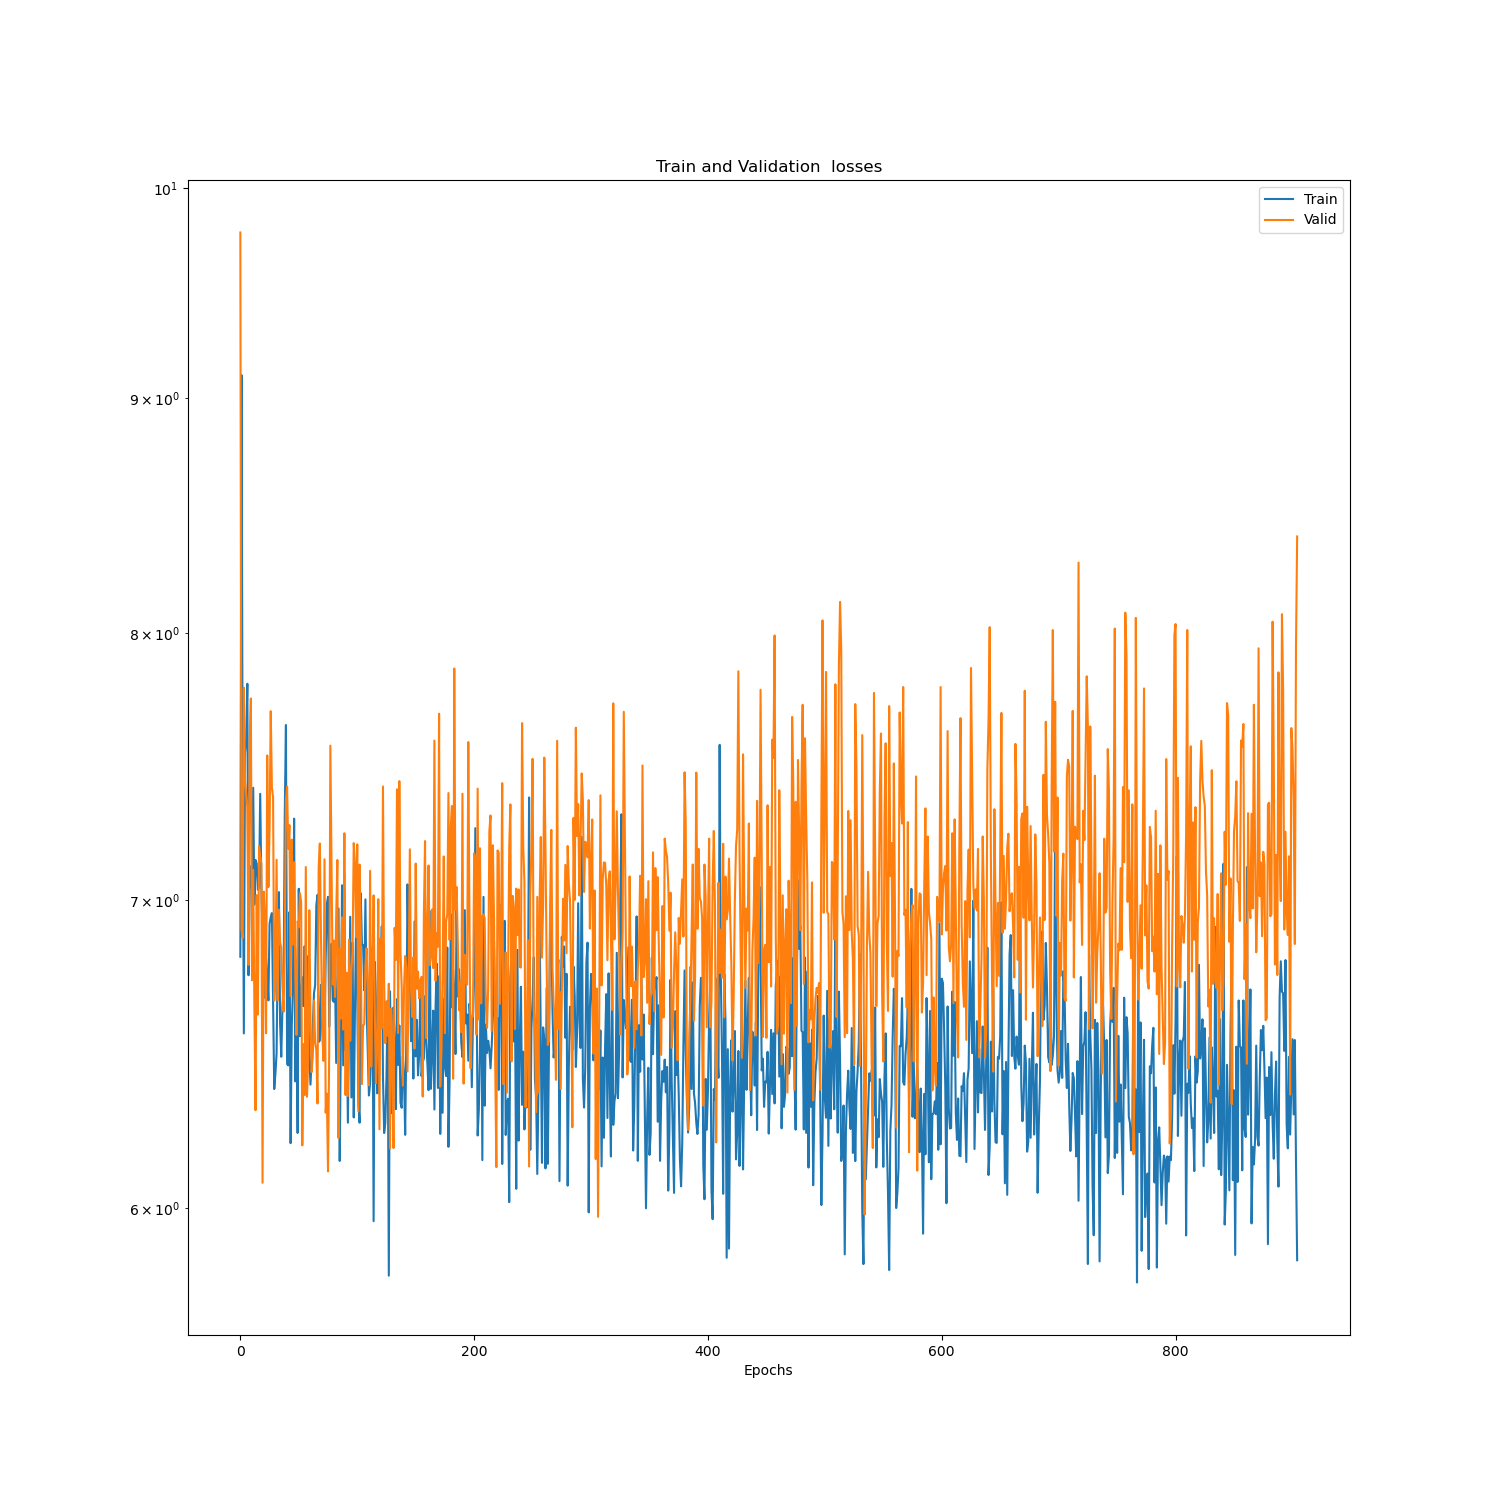 Train and Validation  losses
10¹
9 × 10⁰
8 × 10⁰
7 × 10⁰
6 × 10⁰
Train
Valid
0 200 400 600 800
Epochs